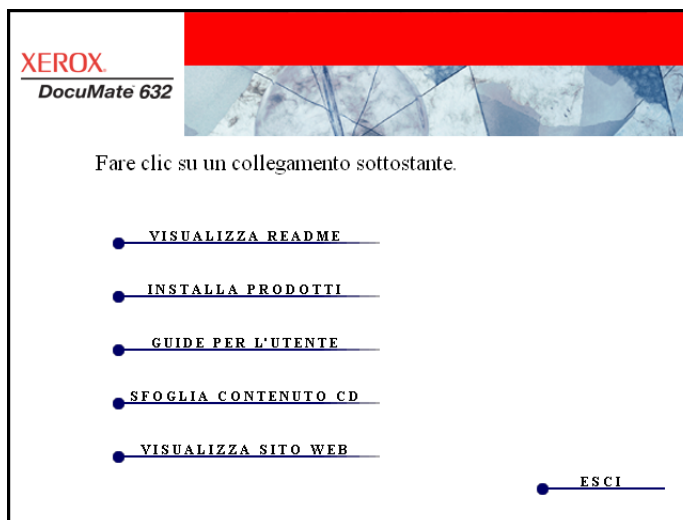 XEROX.
DocuMate 632
Fare clic su un collegamento sottostante.
VISUALIZZA README
INSTALLA PRODOTTI
GUIDE PER L'UTENTE
SFOGLIA CONTENUTO CD
VISUALIZZA SITO WEB
ESCI